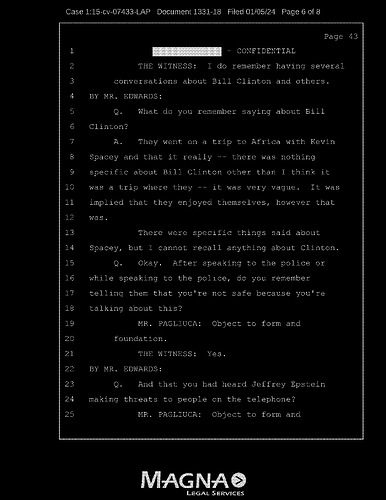 Case 1:15-cv-07433-LAP Document 1331-18 Filed 01/05/24 Page 6 of 8
Page 43
1 - CONFIDENTIAL
2 THE WITNESS: I do remember having several
3 conversations about Bill Clinton and others.
4 BY MR. EDWARDS:
5 Q. What do you remember saying about Bill
6 Clinton?
7 A. They went on a trip to Africa with Kevin
8 Spacey and that it really -- there was nothing
9 specific about Bill Clinton other than I think it
10 was a trip where they -- it was very vague. It was
11 implied that they enjoyed themselves, however that
12 was.
13 There were specific things said about
14 Spacey, but I cannot recall anything about Clinton.
15 Q. Okay. After speaking to the police or
16 while speaking to the police, do you remember
17 telling them that you're not safe because you're
18 talking about this?
19 MR. PAGLIUCA: Object to form and
20 foundation.
21 THE WITNESS: Yes.
22 BY MR. EDWARDS:
23 Q. And that you had heard Jeffrey Epstein
24 making threats to people on the telephone?
25 MR. PAGLIUCA: Object to form and
MAGNA
LEGAL SERVICES